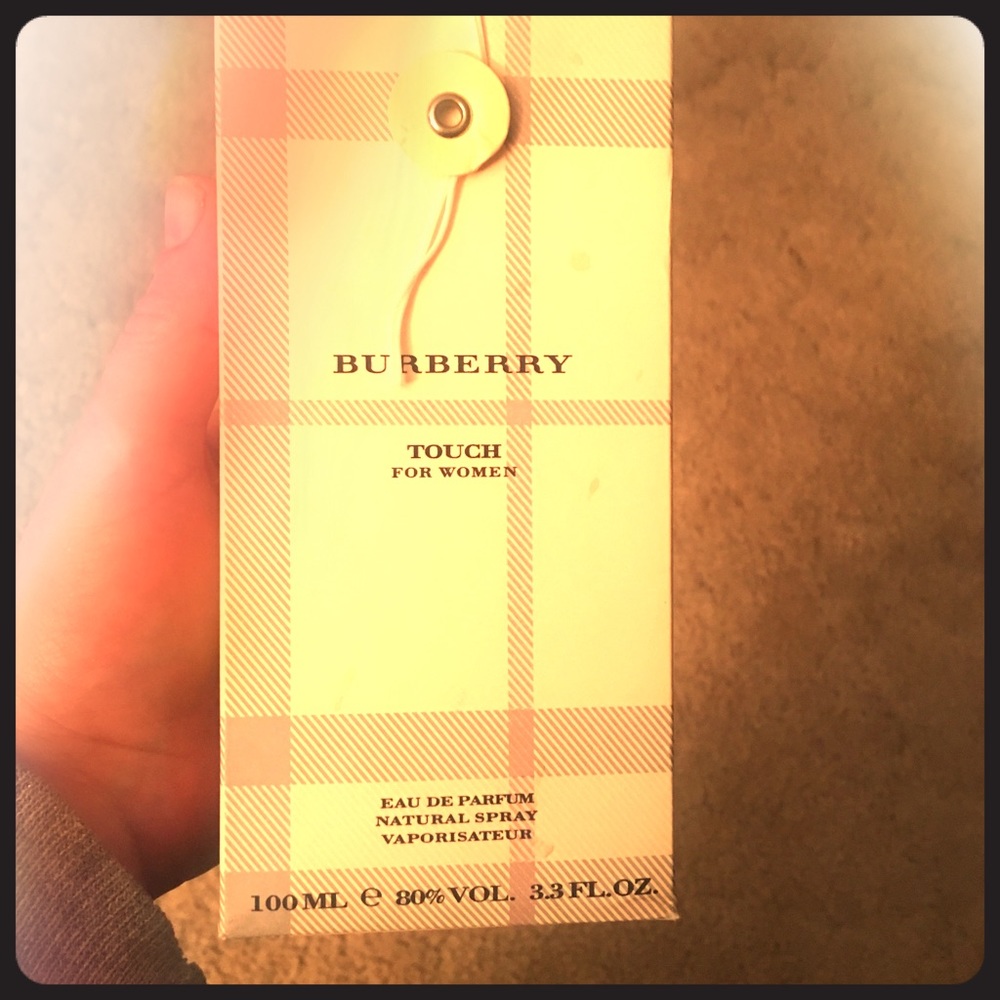 BURBERRY
TOUCH
FOR WOMEN
EAU DE PARFUM
NATURAL SPRAY
VAPORISATEUR
100 ML ℮ 80% VOL. 3.3 FL.OZ.